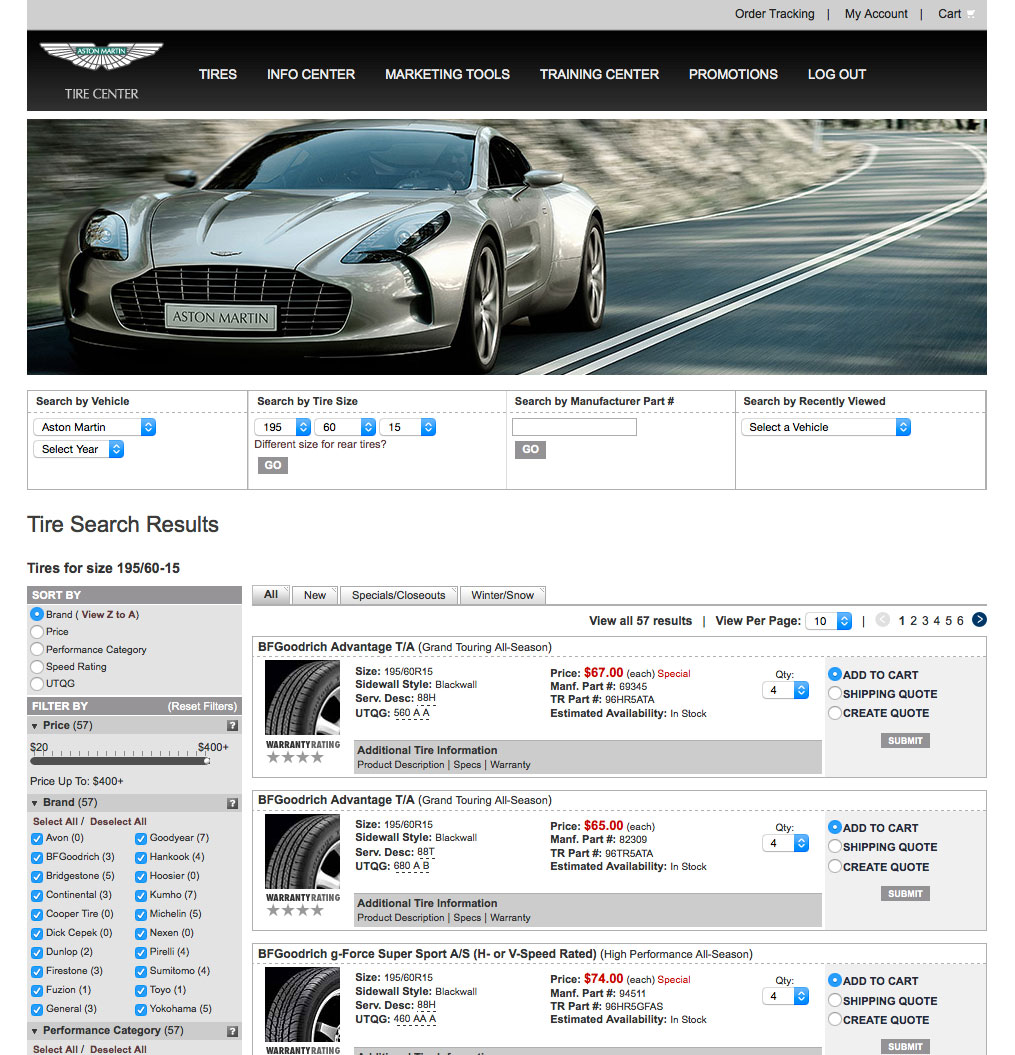 Order Tracking | My Account | Cart
ASTON MARTIN
TIRE CENTER
TIRES INFO CENTER MARKETING TOOLS TRAINING CENTER PROMOTIONS LOG OUT
ASTON MARTIN
Search by Vehicle
Aston Martin
Select Year
Search by Tire Size
195 60 15
Different size for rear tires?
GO
Search by Manufacturer Part #
GO
Search by Recently Viewed
Select a Vehicle
Tire Search Results
Tires for size 195/60-15
SORT BY
Brand ( View Z to A)
Price
Performance Category
Speed Rating
UTQG
FILTER BY (Reset Filters)
▼ Price (57) ?
$20 $400+
Price Up To: $400+
▼ Brand (57) ?
Select All / Deselect All
Avon (0) Goodyear (7)
BFGoodrich (3) Hankook (4)
Bridgestone (5) Hoosier (0)
Continental (3) Kumho (7)
Cooper Tire (0) Michelin (5)
Dick Cepek (0) Nexen (0)
Dunlop (2) Pirelli (4)
Firestone (3) Sumitomo (4)
Fuzion (1) Toyo (1)
General (3) Yokohama (5)
▼ Performance Category (57) ?
Select All / Deselect All
All New Specials/Closeouts Winter/Snow
View all 57 results | View Per Page: 10 | < 1 2 3 4 5 6 >
BFGoodrich Advantage T/A (Grand Touring All-Season)
WARRANTYRATING
Size: 195/60R15
Sidewall Style: Blackwall
Serv. Desc: 88H
UTQG: 560 A A
Price: $67.00 (each) Special
Manf. Part #: 69345
TR Part #: 96HR5ATA
Estimated Availability: In Stock
Qty:
4
ADD TO CART
SHIPPING QUOTE
CREATE QUOTE
SUBMIT
Additional Tire Information
Product Description | Specs | Warranty
BFGoodrich Advantage T/A (Grand Touring All-Season)
WARRANTYRATING
Size: 195/60R15
Sidewall Style: Blackwall
Serv. Desc: 88T
UTQG: 680 A B
Price: $65.00 (each)
Manf. Part #: 82309
TR Part #: 96TR5ATA
Estimated Availability: In Stock
Qty:
4
ADD TO CART
SHIPPING QUOTE
CREATE QUOTE
SUBMIT
Additional Tire Information
Product Description | Specs | Warranty
BFGoodrich g-Force Super Sport A/S (H- or V-Speed Rated) (High Performance All-Season)
WARRANTYRATING
Size: 195/60R15
Sidewall Style: Blackwall
Serv. Desc: 88H
UTQG: 460 AA A
Price: $74.00 (each) Special
Manf. Part #: 94511
TR Part #: 96HR5GFAS
Estimated Availability: In Stock
Qty:
4
ADD TO CART
SHIPPING QUOTE
CREATE QUOTE
SUBMIT